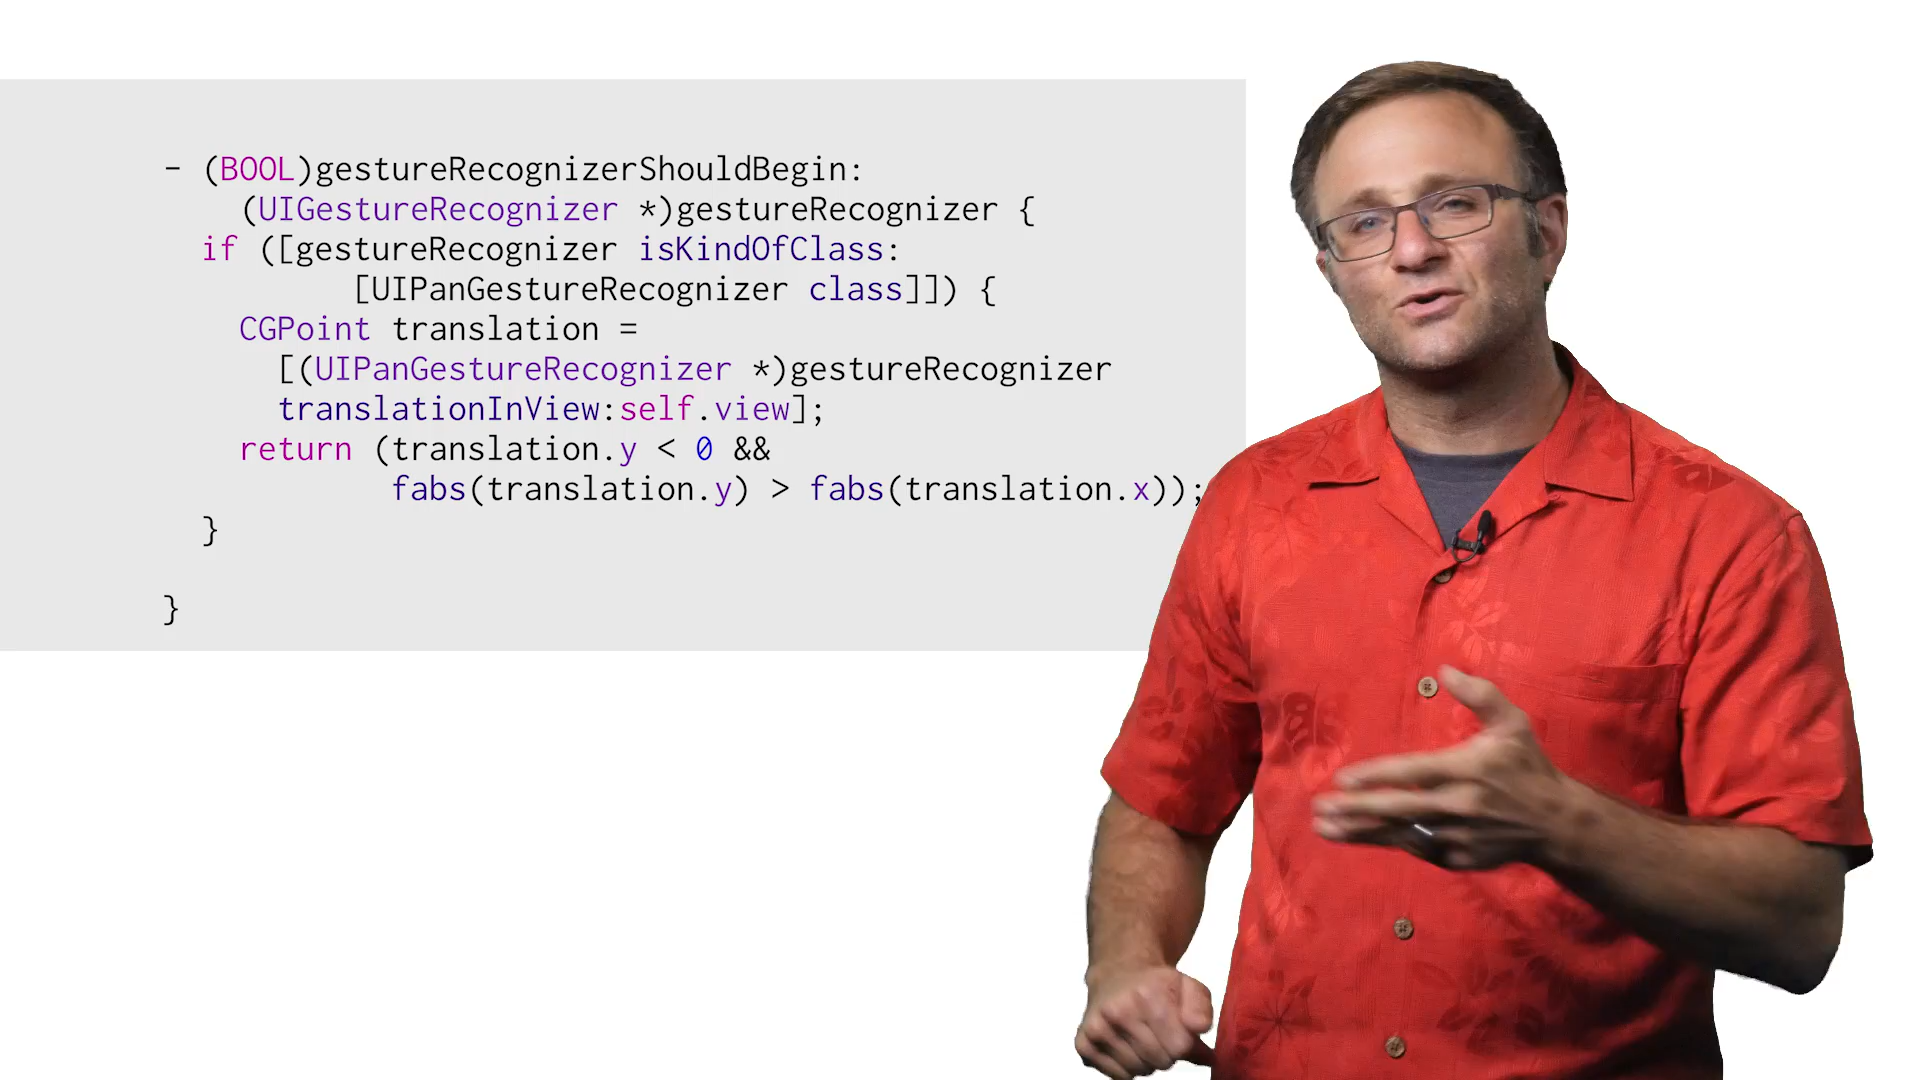 - (BOOL)gestureRecognizerShouldBegin:
(UIGestureRecognizer *)gestureRecognizer {
if ([gestureRecognizer isKindOfClass:
[UIPanGestureRecognizer class]]) {
CGPoint translation =
[(UIPanGestureRecognizer *)gestureRecognizer
translationInView:self.view];
return (translation.y < 0 &&
fabs(translation.y) > fabs(translation.x));
}
}